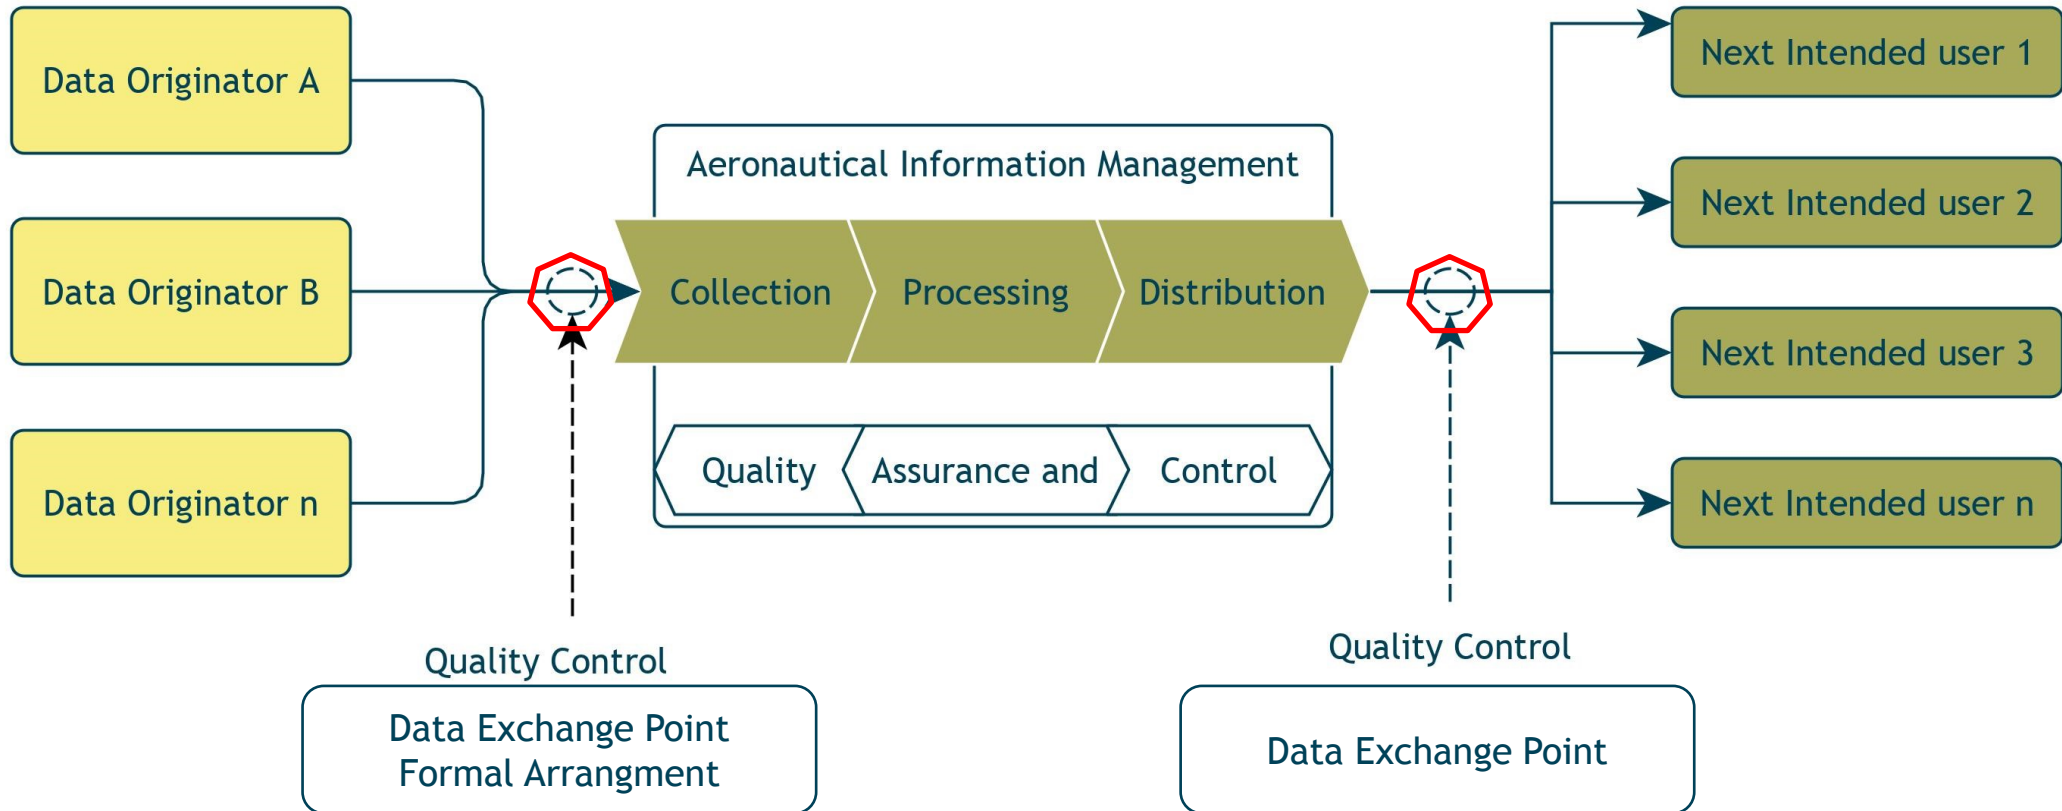 Data Originator A
Data Originator B
Data Originator n
Aeronautical Information Management
Collection
Processing
Distribution
Quality
Assurance and
Control
Next Intended user 1
Next Intended user 2
Next Intended user 3
Next Intended user n
Quality Control
Data Exchange Point
Formal Arrangment
Quality Control
Data Exchange Point